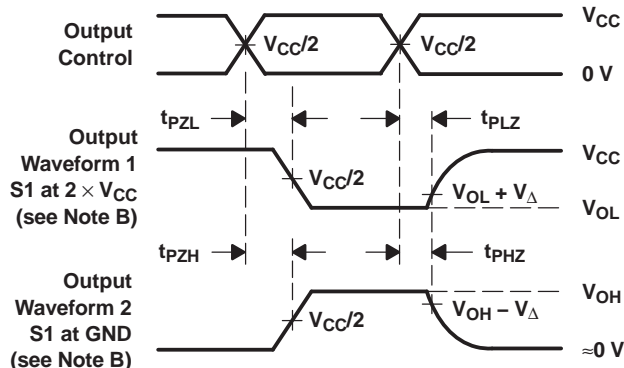 Output
Control
V_CC/2
V_CC/2
V_CC
0 V
t_PZL
t_PLZ
Output
Waveform 1
S1 at 2 × V_CC
(see Note B)
V_CC/2
V_OL + V_Δ
V_CC
V_OL
t_PZH
t_PHZ
Output
Waveform 2
S1 at GND
(see Note B)
V_CC/2
V_OH − V_Δ
V_OH
≈0 V